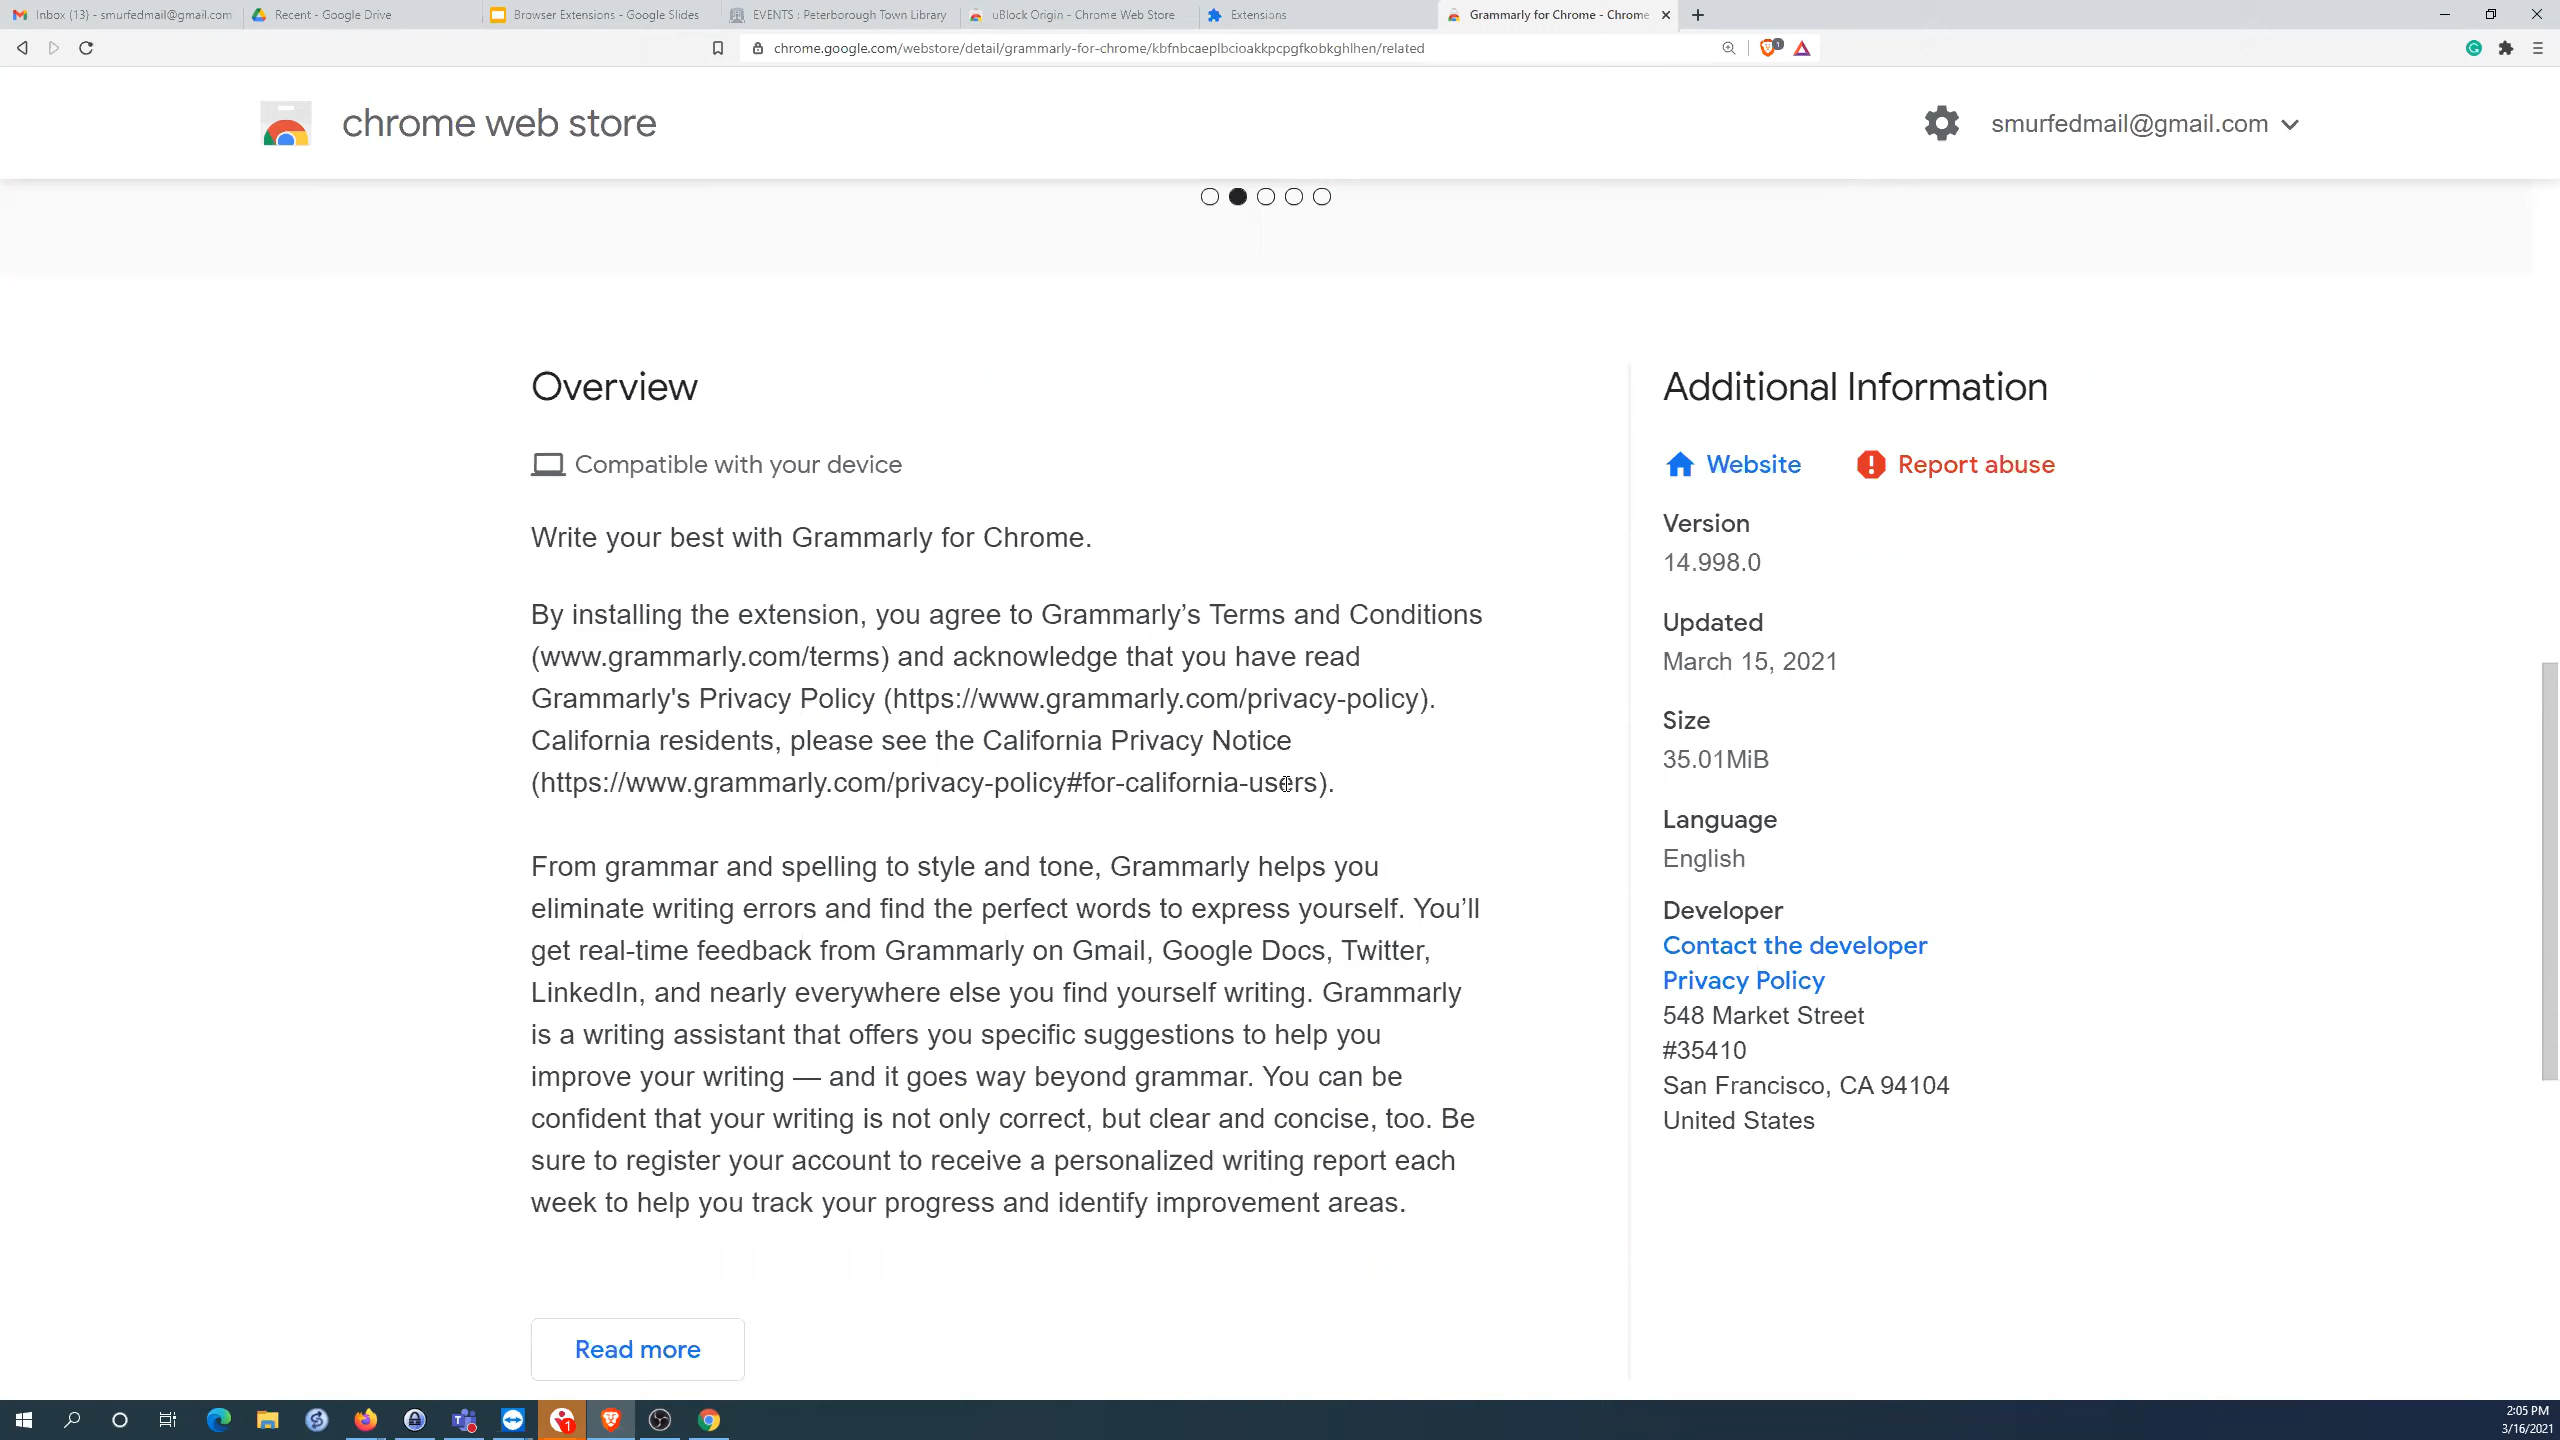 Inbox (13) - smurfedmail@gmail.com
Recent - Google Drive
Browser Extensions - Google Slides
EVENTS : Peterborough Town Library
uBlock Origin - Chrome Web Store
Extensions
Grammarly for Chrome - Chrome
chrome.google.com/webstore/detail/grammarly-for-chrome/kbfnbcaeplbcioakkpcpgfkobkghlhen/related
1
chrome web store
smurfedmail@gmail.com
Overview
Compatible with your device
Write your best with Grammarly for Chrome.
By installing the extension, you agree to Grammarly’s Terms and Conditions
(www.grammarly.com/terms) and acknowledge that you have read
Grammarly's Privacy Policy (https://www.grammarly.com/privacy-policy).
California residents, please see the California Privacy Notice
(https://www.grammarly.com/privacy-policy#for-california-users).
From grammar and spelling to style and tone, Grammarly helps you
eliminate writing errors and find the perfect words to express yourself. You’ll
get real-time feedback from Grammarly on Gmail, Google Docs, Twitter,
LinkedIn, and nearly everywhere else you find yourself writing. Grammarly
is a writing assistant that offers you specific suggestions to help you
improve your writing — and it goes way beyond grammar. You can be
confident that your writing is not only correct, but clear and concise, too. Be
sure to register your account to receive a personalized writing report each
week to help you track your progress and identify improvement areas.
Read more
Additional Information
Website
Report abuse
Version
14.998.0
Updated
March 15, 2021
Size
35.01MiB
Language
English
Developer
Contact the developer
Privacy Policy
548 Market Street
#35410
San Francisco, CA 94104
United States
1
2:05 PM
3/16/2021